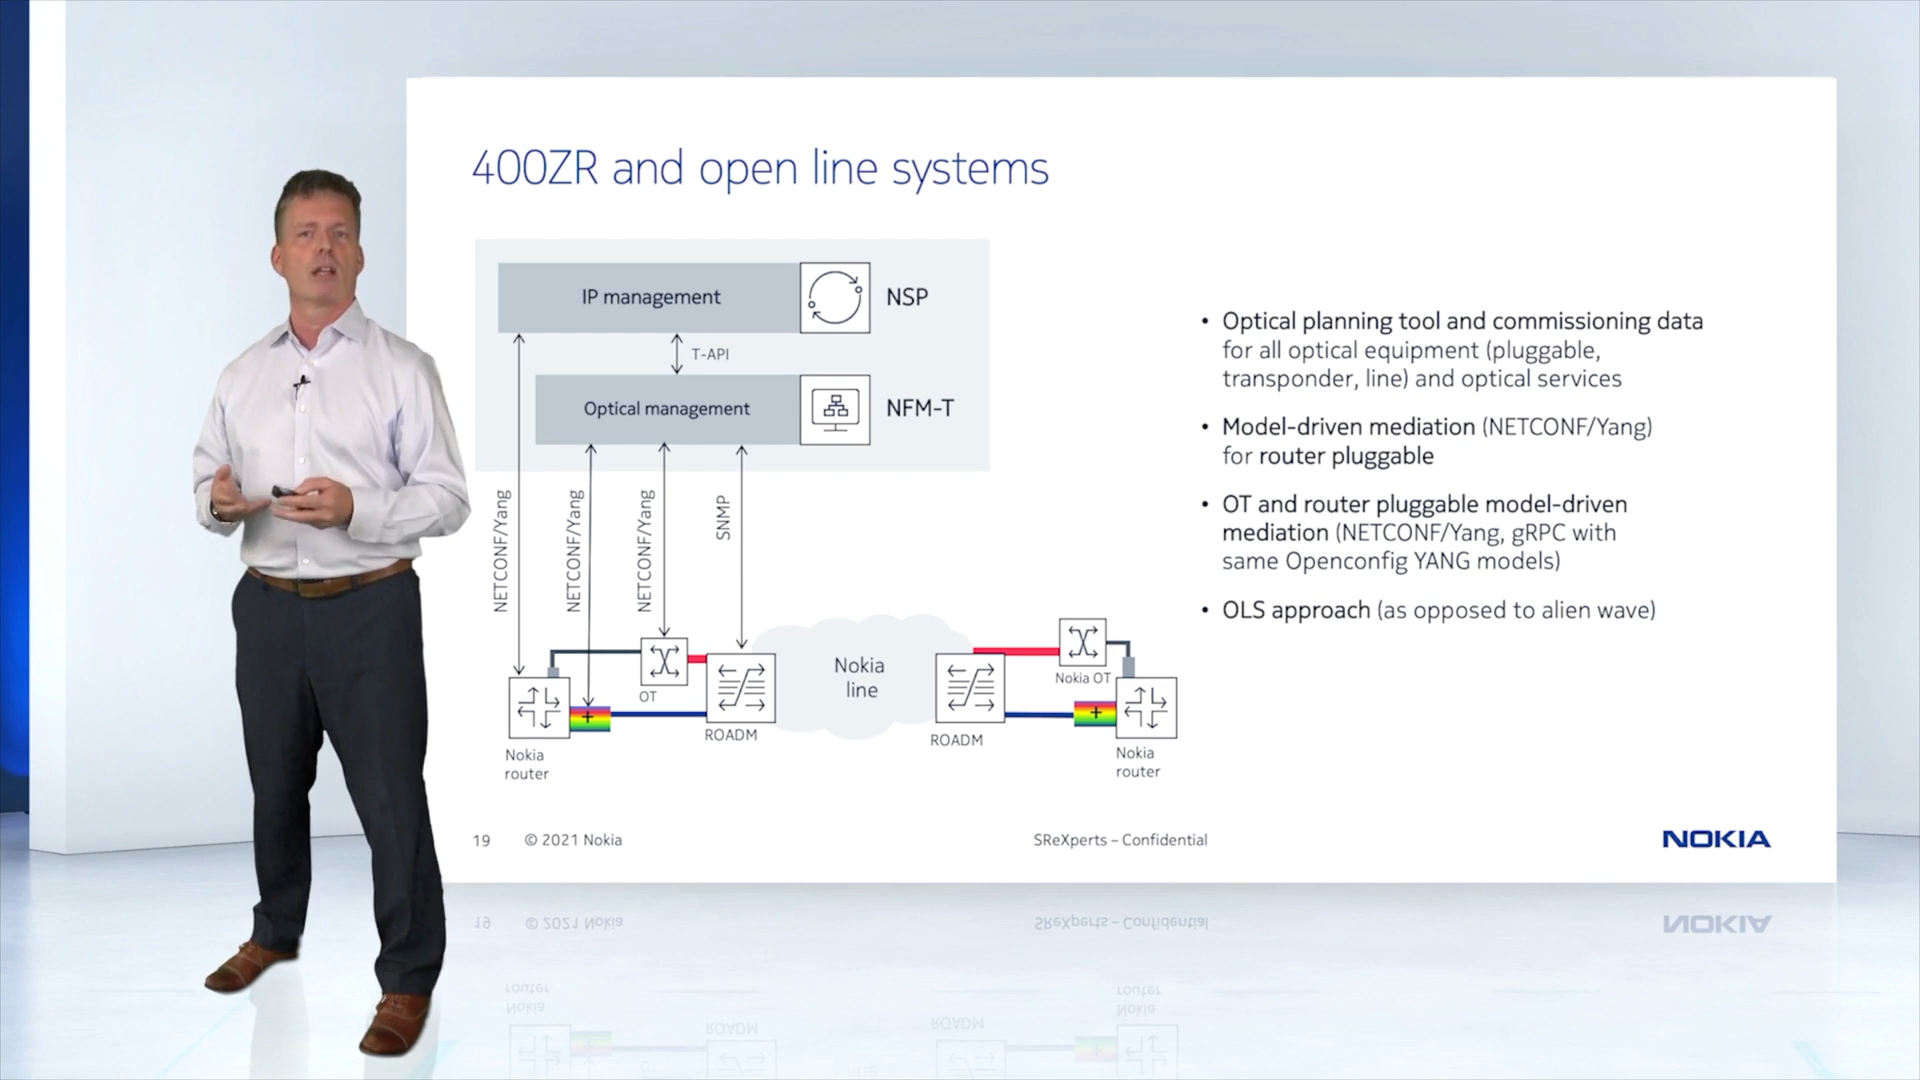 400ZR and open line systems
IP management
NSP
T-API
Optical management
NFM-T
NETCONF/Yang
NETCONF/Yang
NETCONF/Yang
SNMP
OT
ROADM
Nokia
router
Nokia
line
ROADM
Nokia OT
Nokia
router
• Optical planning tool and commissioning data
for all optical equipment (pluggable,
transponder, line) and optical services
• Model-driven mediation (NETCONF/Yang)
for router pluggable
• OT and router pluggable model-driven
mediation (NETCONF/Yang, gRPC with
same Openconfig YANG models)
• OLS approach (as opposed to alien wave)
19 © 2021 Nokia
SReXperts – Confidential
NOKIA